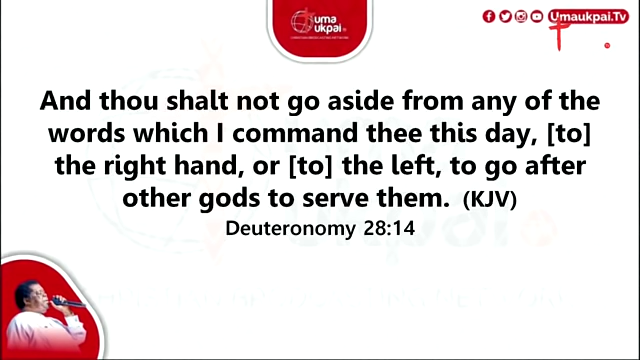 uma
ukpai
Umaukpai.Tv
And thou shalt not go aside from any of the
words which I command thee this day, [to]
the right hand, or [to] the left, to go after
other gods to serve them. (KJV)
Deuteronomy 28:14